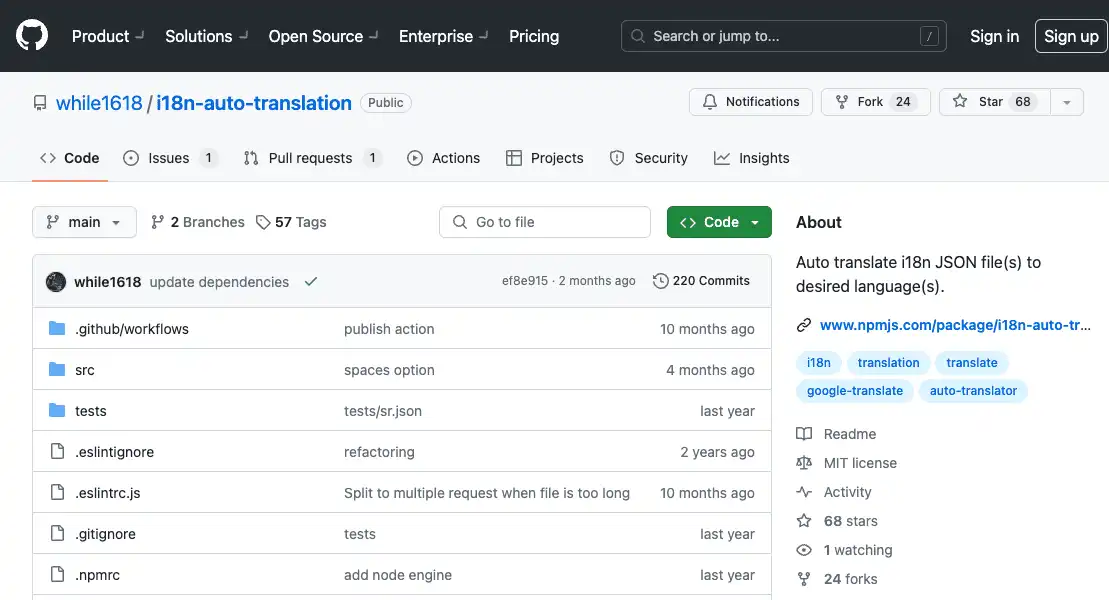 Product Solutions Open Source Enterprise Pricing Search or jump to... / Sign in Sign up
while1618 / i18n-auto-translation Public Notifications Fork 24 Star 68
Code Issues 1 Pull requests 1 Actions Projects Security Insights
main 2 Branches 57 Tags Go to file Code
while1618 update dependencies ef8e915 · 2 months ago 220 Commits
.github/workflows publish action 10 months ago
src spaces option 4 months ago
tests tests/sr.json last year
.eslintignore refactoring 2 years ago
.eslintrc.js Split to multiple request when file is too long 10 months ago
.gitignore tests last year
.npmrc add node engine last year
About
Auto translate i18n JSON file(s) to
desired language(s).
www.npmjs.com/package/i18n-auto-tr...
i18n translation translate
google-translate auto-translator
Readme
MIT license
Activity
68 stars
1 watching
24 forks